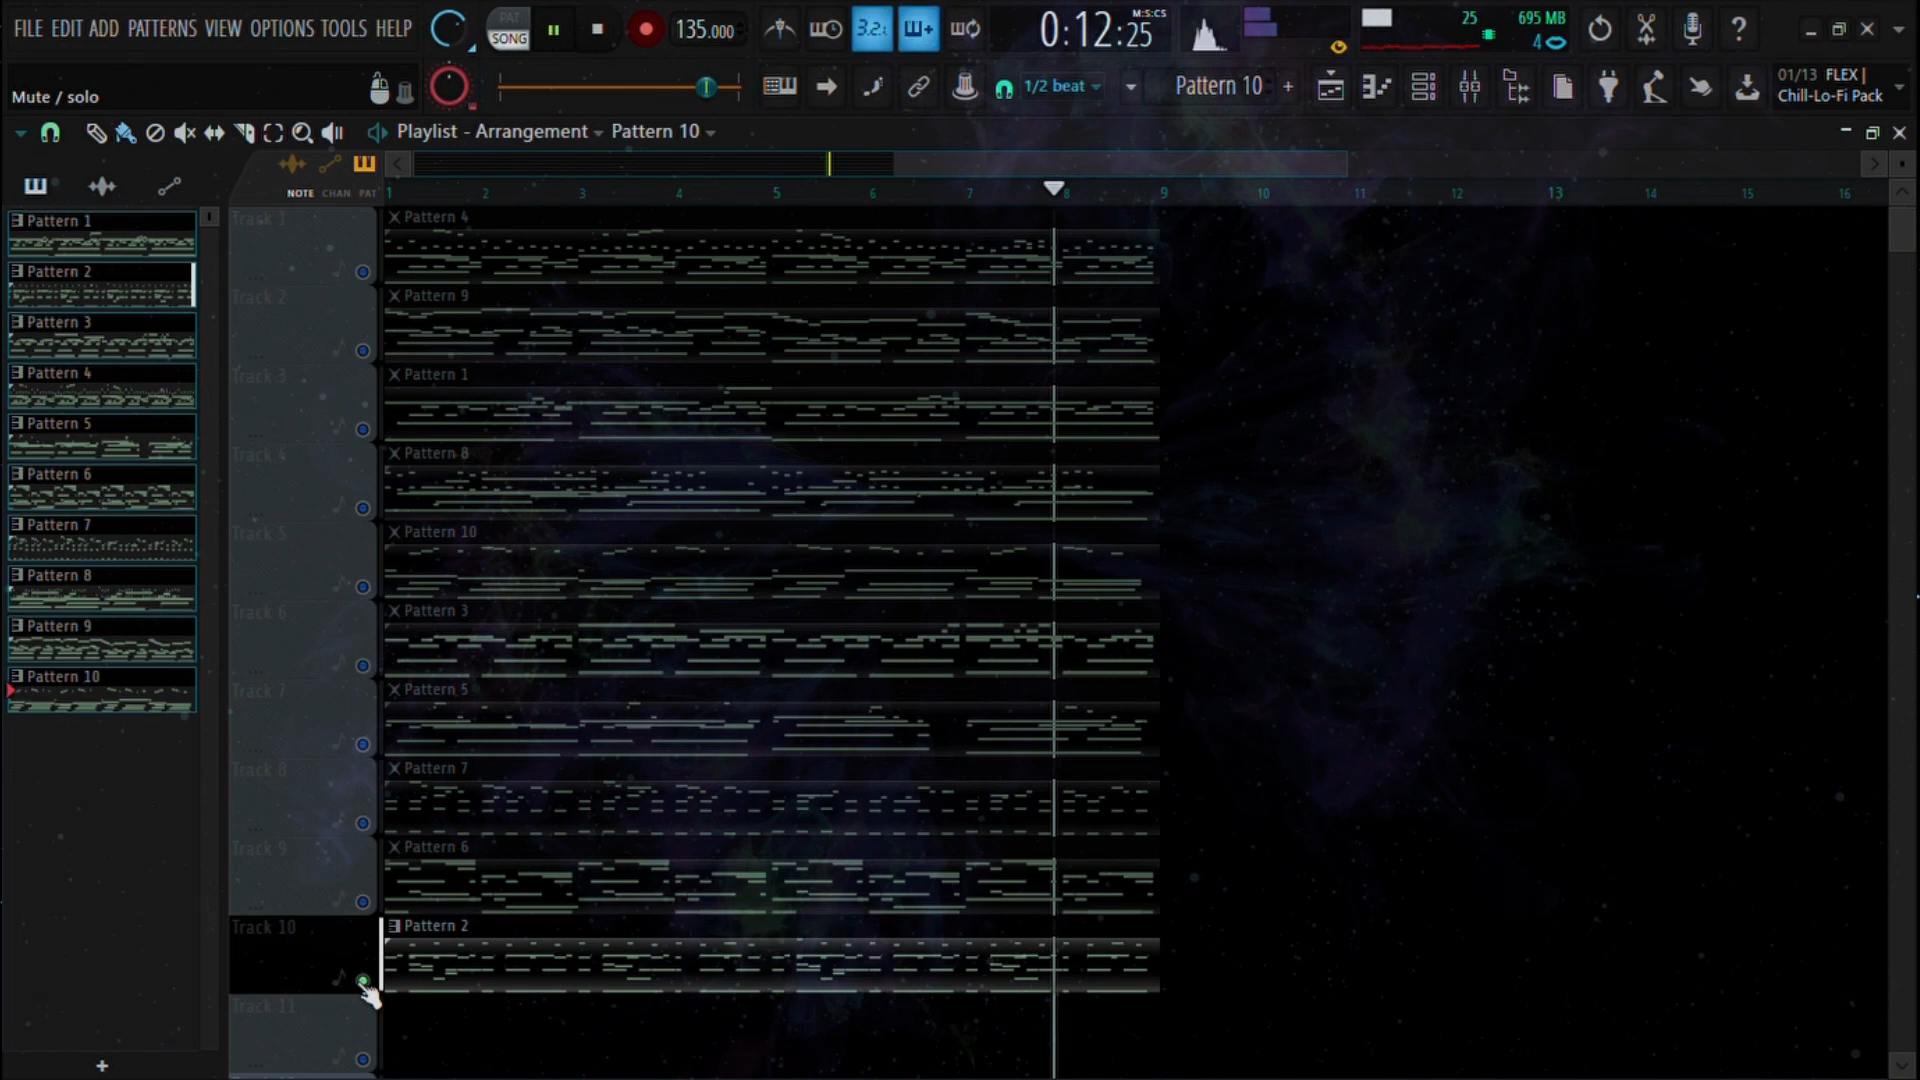 FILE EDIT ADD PATTERNS VIEW OPTIONS TOOLS HELP
PAT
SONG
135.000
3.2.
0:12:25
M:S:CS
25
695 MB
4
?
Mute / solo
1/2 beat
Pattern 10
+
01/13 FLEX |
Chill-Lo-Fi Pack
Playlist - Arrangement
Pattern 10
NOTE CHAN PAT
1 2 3 4 5 6 7 8 9 10 11 12 13 14 15 16
Pattern 1
Pattern 2
Pattern 3
Pattern 4
Pattern 5
Pattern 6
Pattern 7
Pattern 8
Pattern 9
Pattern 10
+
Track 1
Pattern 4
Track 2
Pattern 9
Track 3
Pattern 1
Track 4
Pattern 8
Track 5
Pattern 10
Track 6
Pattern 3
Track 7
Pattern 5
Track 8
Pattern 7
Track 9
Pattern 6
Track 10
Pattern 2
Track 11